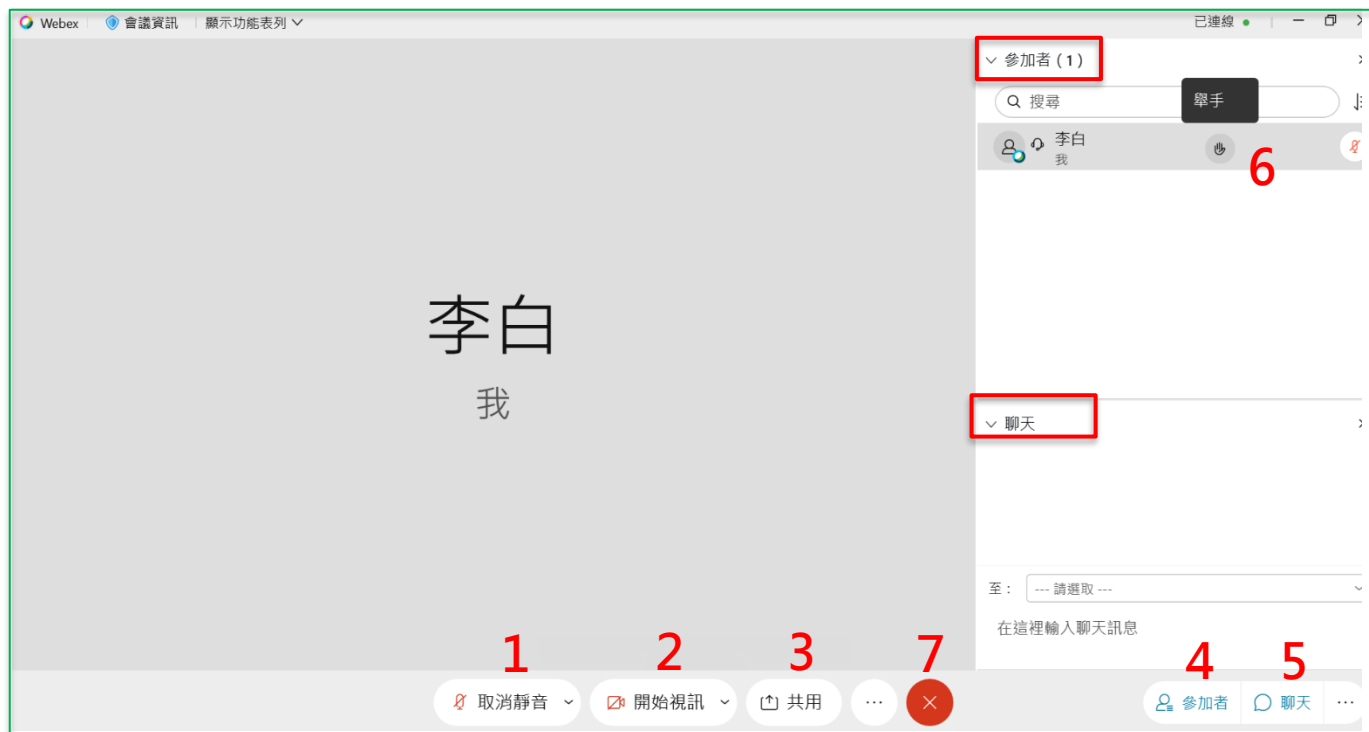 Webex 會議資訊 顯示功能表列 已連線
參加者 (1)
搜尋
舉手
李白
我
6
李白
我
聊天
至： --- 請選取 ---
在這裡輸入聊天訊息
1 2 3 7 4 5
取消靜音 開始視訊 共用 ... 參加者 聊天 ...